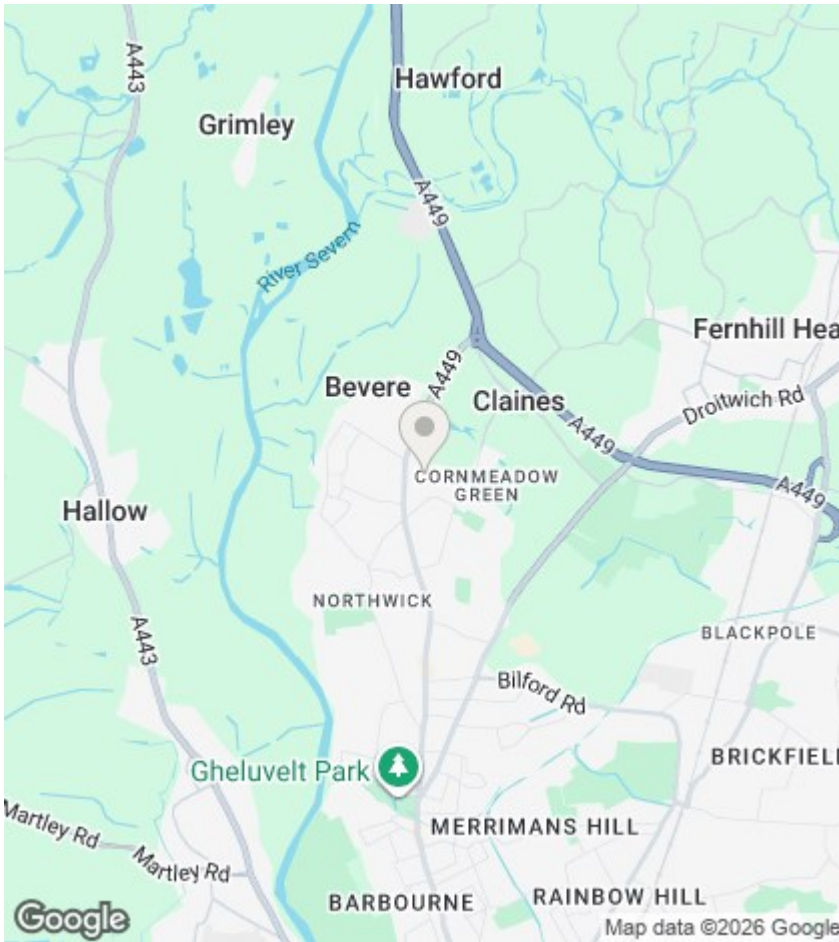 A443
Hawford
Grimley
A449
River Severn
Fernhill Hea
A449
Bevere
Claines
Droitwich Rd
A449
CORNMEADOW
GREEN
A449
Hallow
NORTHWICK
A443
BLACKPOLE
Bilford Rd
Gheluvelt Park
BRICKFIEL
Martley Rd
Martley Rd
MERRIMANS HILL
BARBOURNE
RAINBOW HILL
Google
Map data ©2026 Google